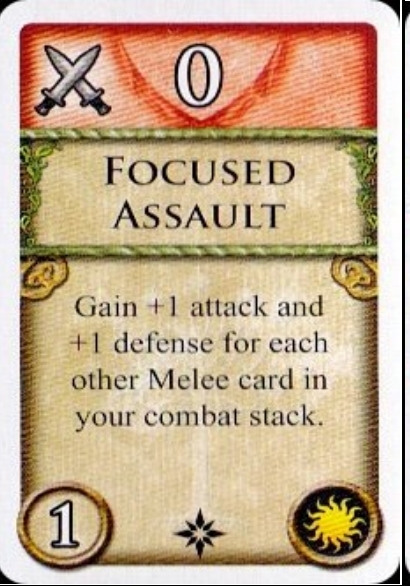 0
FOCUSED
ASSAULT
Gain +1 attack and
+1 defense for each
other Melee card in
your combat stack.
1